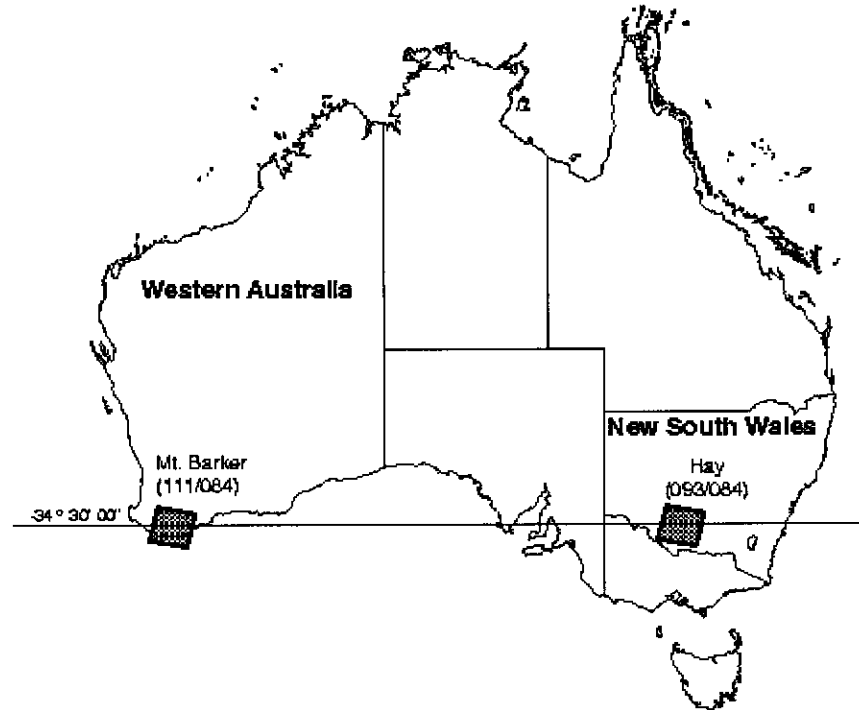 Western Australia
New South Wales
Mt. Barker
(111/084)
Hay
(093/084)
-34° 30' 00"